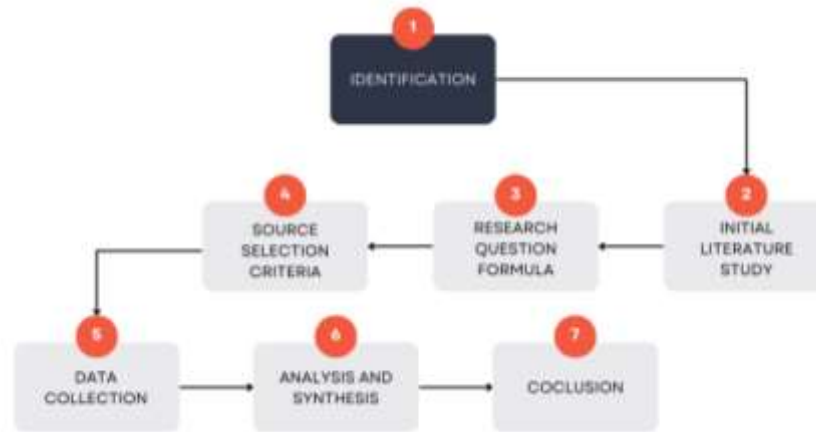 1
IDENTIFICATION
2
INITIAL
LITERATURE
STUDY
3
RESEARCH
QUESTION
FORMULA
4
SOURCE
SELECTION
CRITERIA
5
DATA
COLLECTION
6
ANALYSIS AND
SYNTHESIS
7
COCLUSION